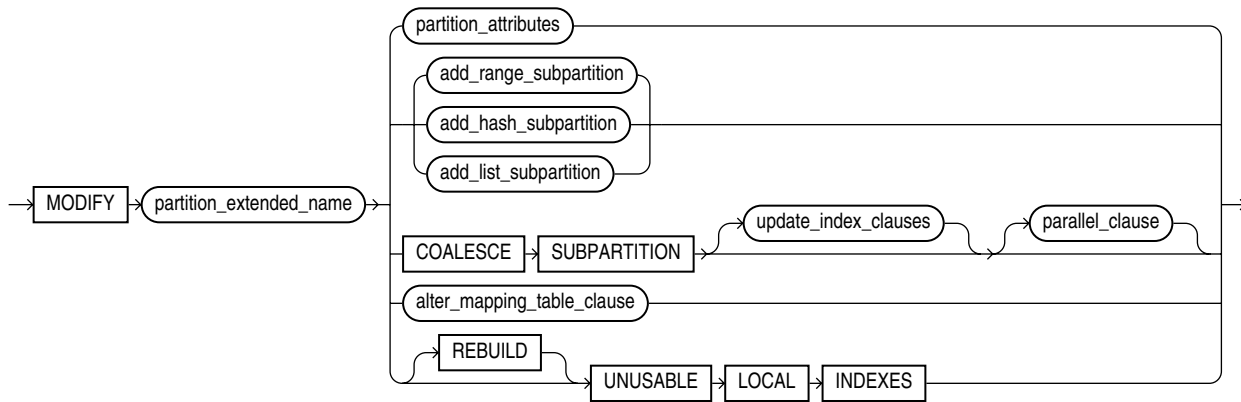 partition_attributes
add_range_subpartition
add_hash_subpartition
add_list_subpartition
MODIFY partition_extended_name
update_index_clauses parallel_clause
COALESCE SUBPARTITION
alter_mapping_table_clause
REBUILD
UNUSABLE LOCAL INDEXES